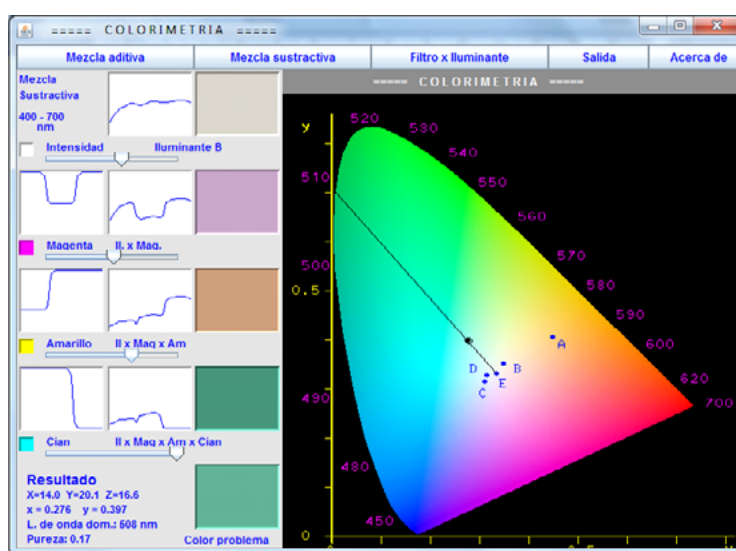 ===== COLORIMETRIA =====
Mezcla aditiva
Mezcla sustractiva
Filtro x Iluminante
Salida
Acerca de
Mezcla
Sustractiva
400 - 700
nm
Intensidad
Iluminante B
Magenta
Il. x Mag.
Amarillo
Il x Mag x Am
Cian
Il x Mag x Am x Cian
Resultado
X=14.0 Y=20.1 Z=16.6
x = 0.276 y = 0.397
L. de onda dom.: 508 nm
Pureza: 0.17
Color problema
===== COLORIMETRIA =====
y
520
530
540
510
550
560
570
500
580
0.5
590
A
600
D
B
E
620
C
490
700
480
450
0